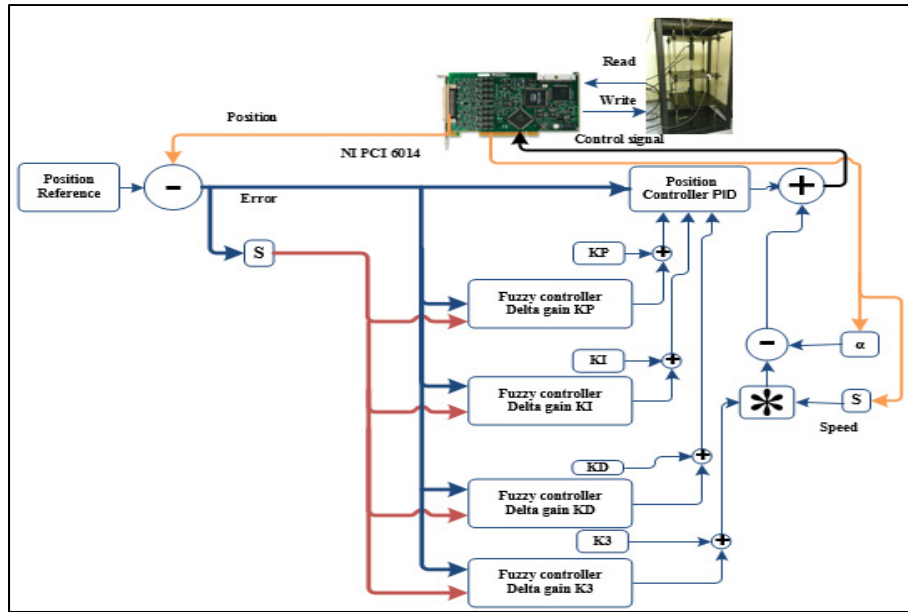 Read
Write
Position
NI PCI 6014
Control signal
Position
Reference
-
Error
Position
Controller PID
+
S
KP
+
Fuzzy controller
Delta gain KP
-
α
KI
+
Fuzzy controller
Delta gain KI
*
S
Speed
KD
+
Fuzzy controller
Delta gain KD
K3
+
Fuzzy controller
Delta gain K3